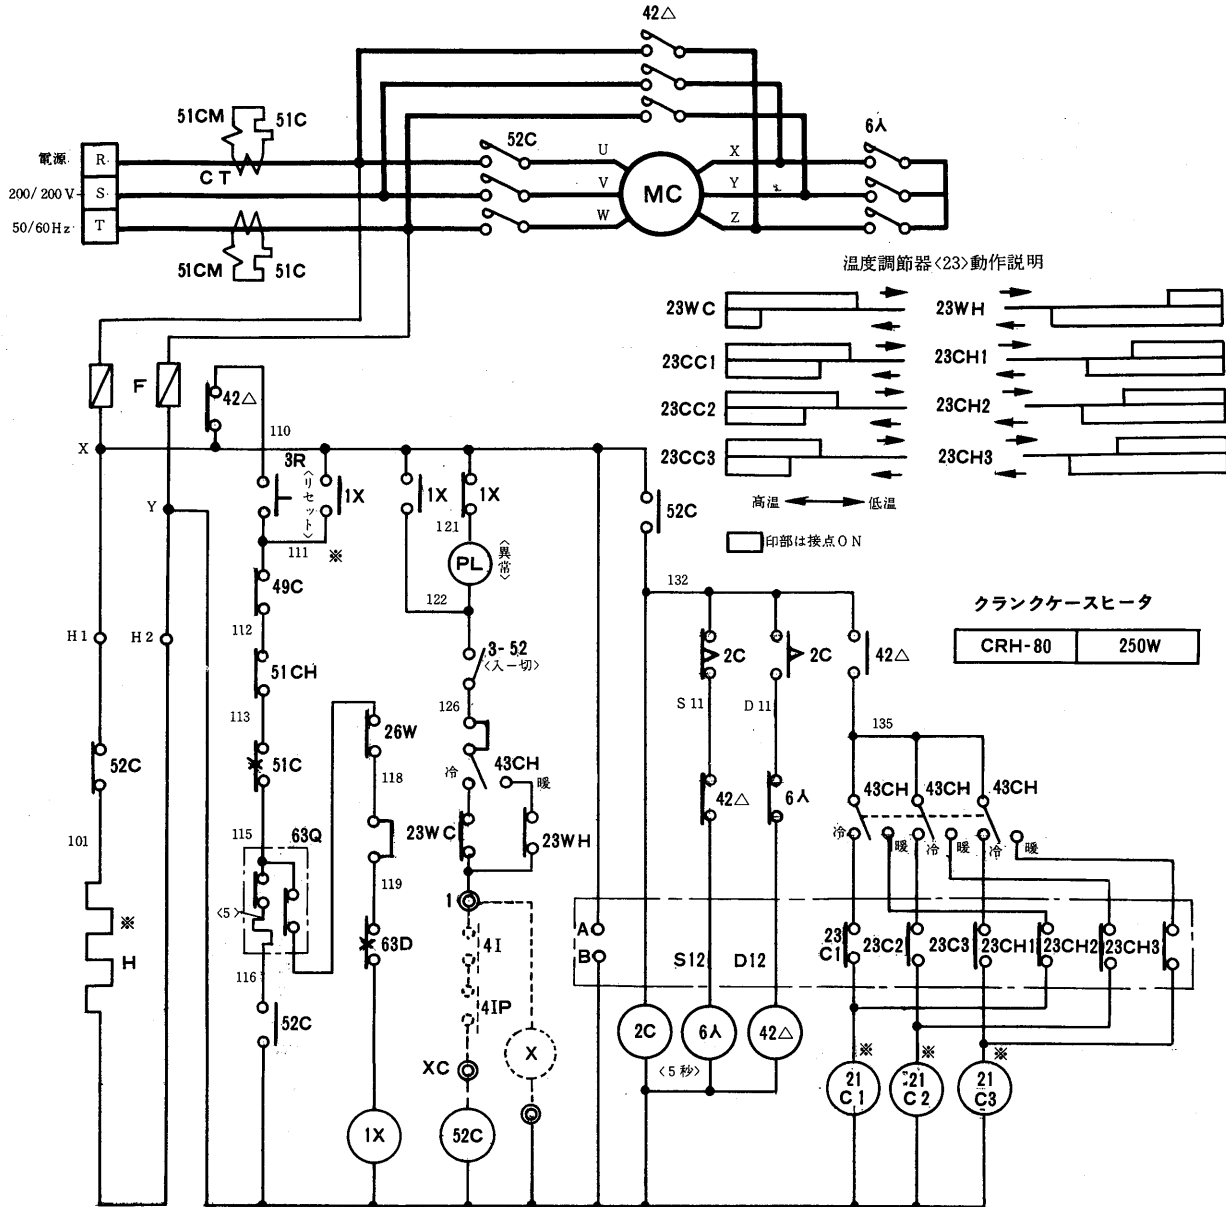 42△
51CM
51C
52C
6人
電源
R
U
X
CT
200/200V
S
V
MC
Y
50/60Hz
T
W
Z
51CM
51C
温度調節器〈23〉動作説明
23WC
23WH
23CC1
23CH1
23CC2
23CH2
23CC3
23CH3
高温
低温
印部は接点ON
F
42△
110
X
3R
〈リセット〉
1X
1X
1X
52C
Y
111
※
121
PL
〈異常〉
49C
122
132
クランクケースヒータ
CRH-80
250W
H1
H2
112
3-52
〈入ー切〉
2C
2C
42△
51CH
S11
D11
113
26W
126
135
52C
51C
118
冷
43CH
暖
42△
6人
43CH
43CH
43CH
101
115
63Q
23WC
23WH
冷
暖
冷
暖
冷
暖
119
1
※
〈5〉
63D
A
23
C1
23C2
23C3
23CH1
23CH2
23CH3
H
4I
B
S12
D12
116
4IP
52C
X
2C
6人
42△
※
※
※
XC
〈5秒〉
21
C1
21
C2
21
C3
1X
52C